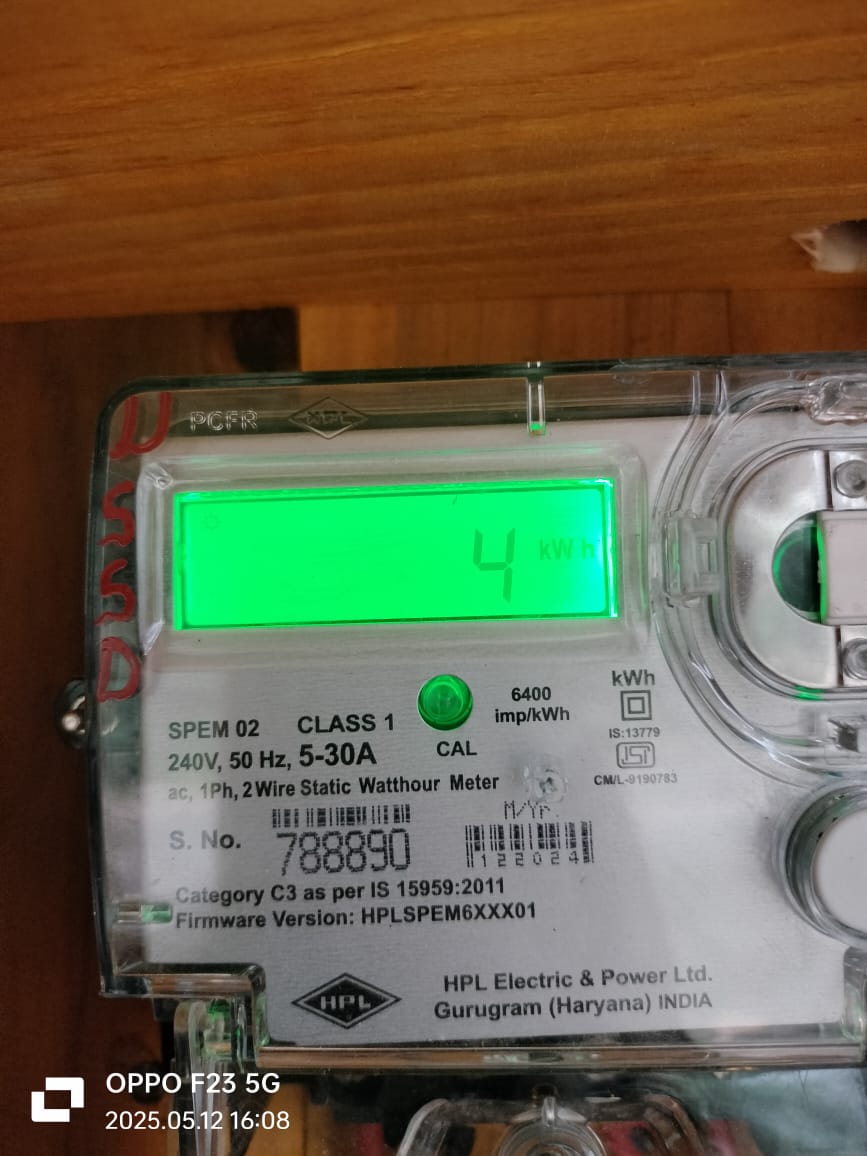 PCFR HPL
4 kWh
kWh
6400
imp/kWh
CAL
IS:13779
CM/L-9190783
SPEM 02 CLASS 1
240V, 50 Hz, 5-30A
ac, 1Ph, 2 Wire Static Watthour Meter
M/Yr.
S. No. 788890
122024
Category C3 as per IS 15959:2011
Firmware Version: HPLSPEM6XXX01
HPL
HPL Electric & Power Ltd.
Gurugram (Haryana) INDIA
OPPO F23 5G
2025.05.12 16:08